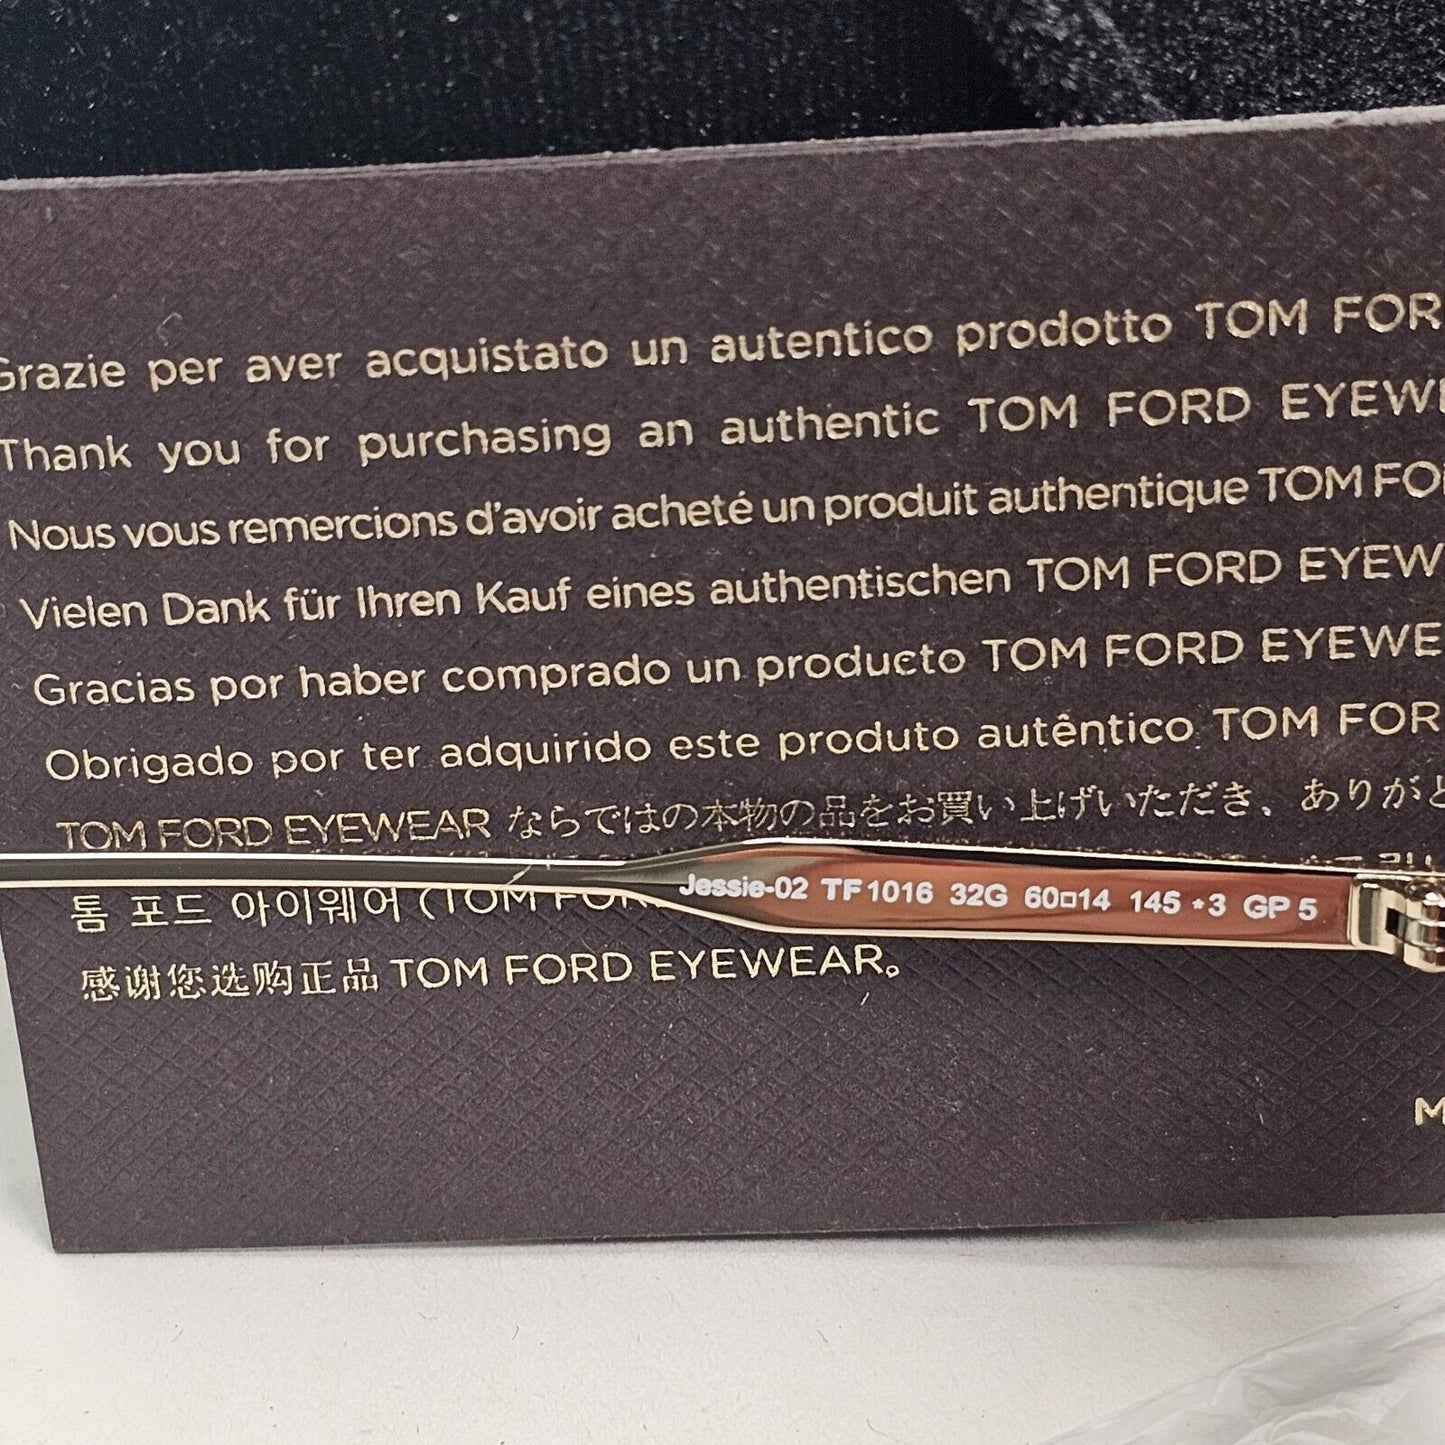 Grazie per aver acquistato un autentico prodotto TOM FOR
Thank you for purchasing an authentic TOM FORD EYEW
Nous vous remercions d'avoir acheté un produit authentique TOM FO
Vielen Dank für Ihren Kauf eines authentischen TOM FORD EYEW
Gracias por haber comprado un producto TOM FORD EYEWE
Obrigado por ter adquirido este produto autêntico TOM FOR
TOM FORD EYEWEAR ならではの本物の品をお買い上げいただき、ありがと
Jessie-02 TF1016 32G 60□14 145 *3 GP 5
톰 포드 아이웨어 (TOM FOR
感谢您选购正品 TOM FORD EYEWEAR。
M